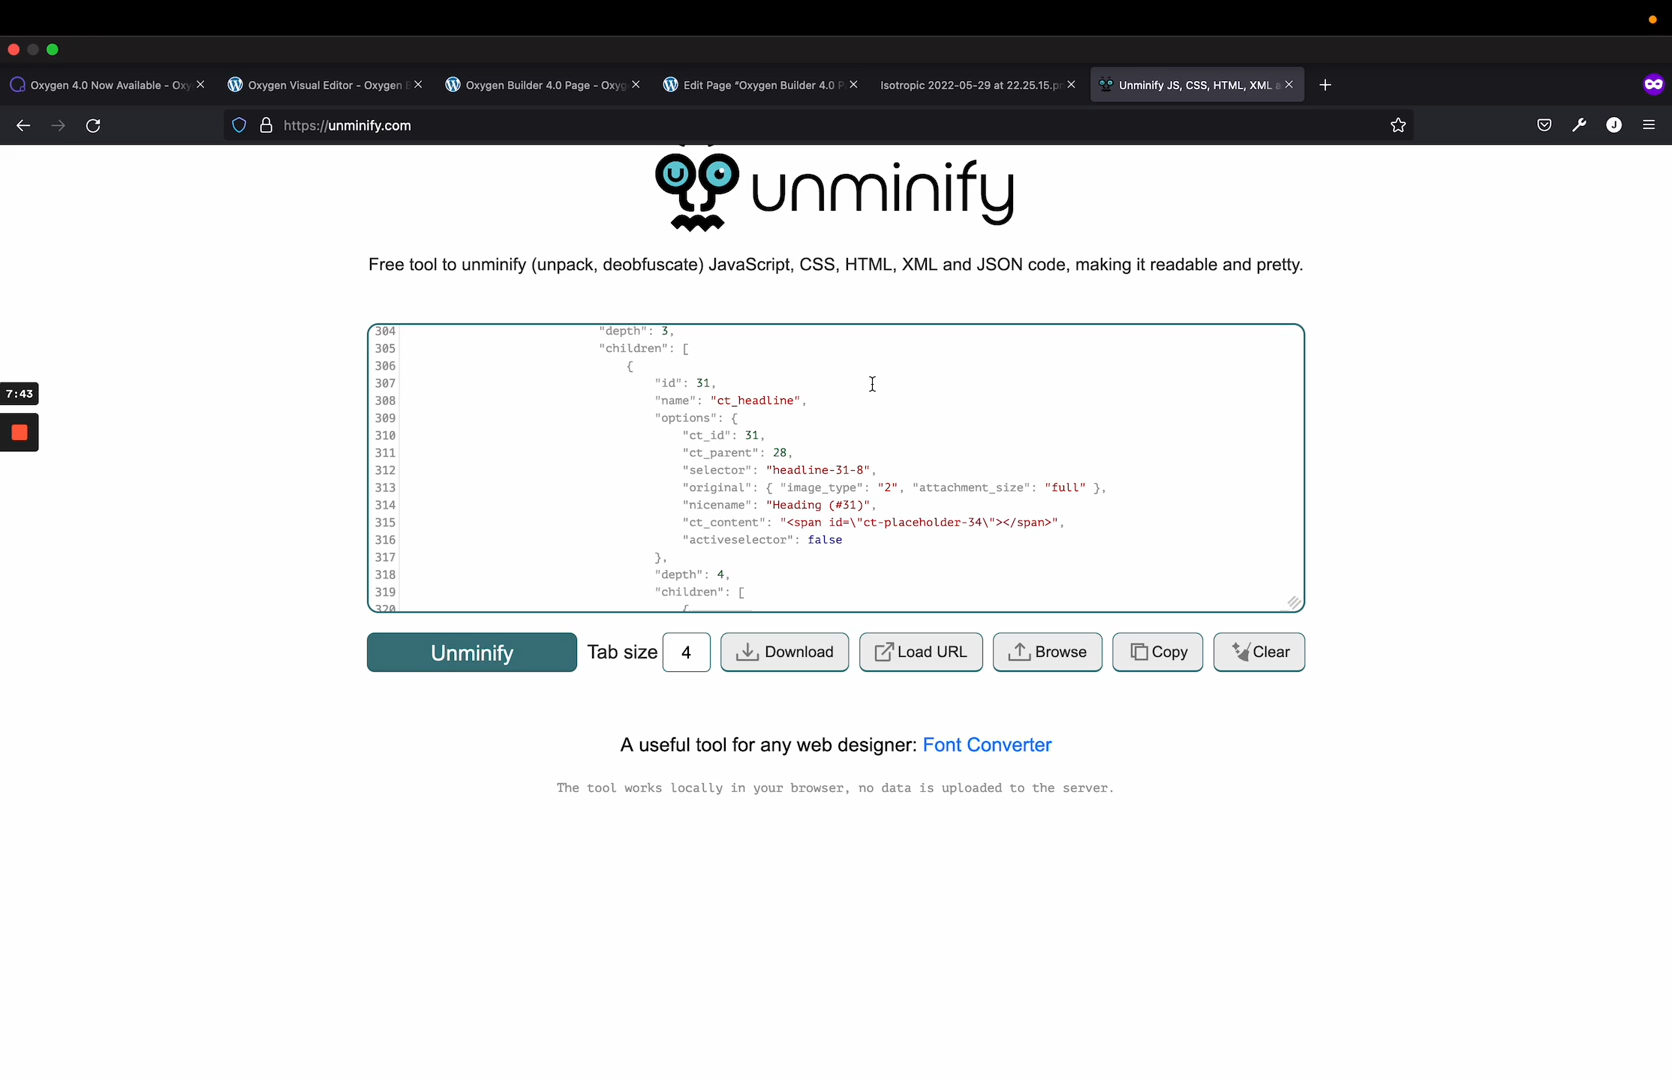 Oxygen 4.0 Now Available - Oxy
Oxygen Visual Editor - Oxygen B
Oxygen Builder 4.0 Page - Oxyg
Edit Page “Oxygen Builder 4.0 P
Isotropic 2022-05-29 at 22.25.15.pn
Unminify JS, CSS, HTML, XML a
https://unminify.com
J
unminify
Free tool to unminify (unpack, deobfuscate) JavaScript, CSS, HTML, XML and JSON code, making it readable and pretty.
7:43
304 "depth": 3,
305 "children": [
306 {
307 "id": 31,
308 "name": "ct_headline",
309 "options": {
310 "ct_id": 31,
311 "ct_parent": 28,
312 "selector": "headline-31-8",
313 "original": { "image_type": "2", "attachment_size": "full" },
314 "nicename": "Heading (#31)",
315 "ct_content": "<span id=\"ct-placeholder-34\"></span>",
316 "activeselector": false
317 },
318 "depth": 4,
319 "children": [
320 {
Unminify Tab size 4 Download Load URL Browse Copy Clear
A useful tool for any web designer: Font Converter
The tool works locally in your browser, no data is uploaded to the server.